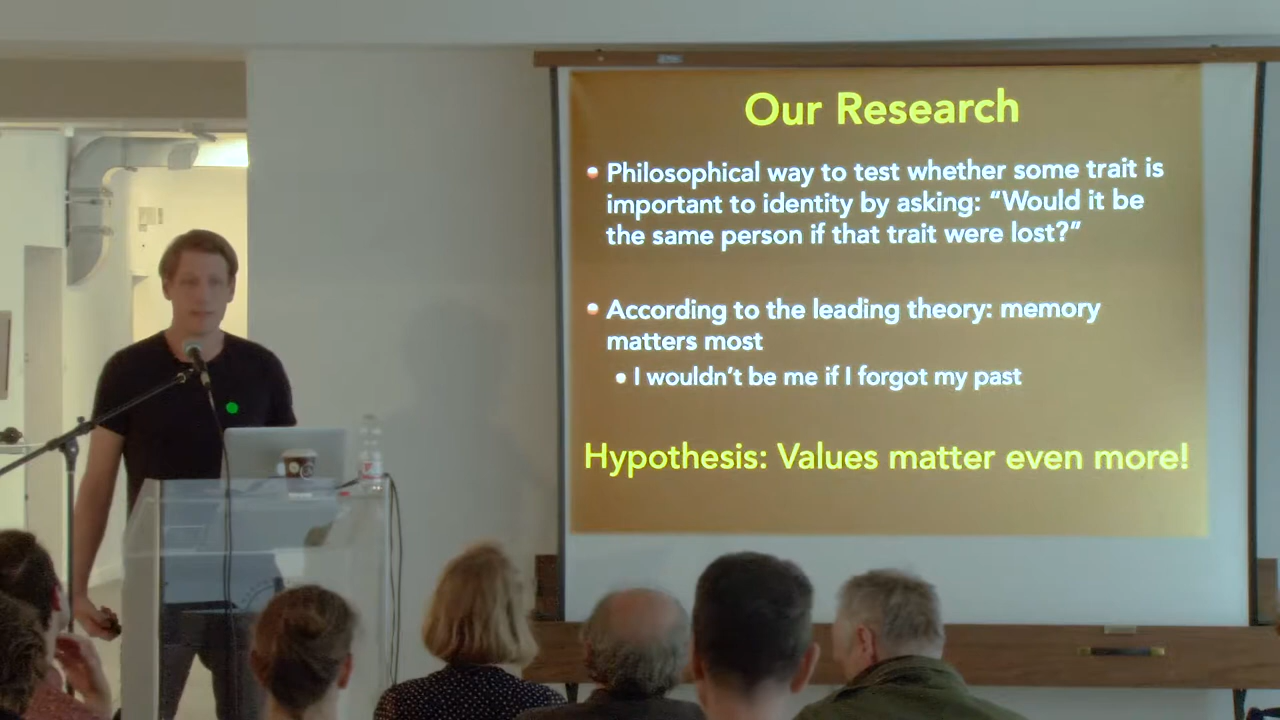 Our Research
• Philosophical way to test whether some trait is
important to identity by asking: “Would it be
the same person if that trait were lost?”
• According to the leading theory: memory
matters most
• I wouldn’t be me if I forgot my past
Hypothesis: Values matter even more!